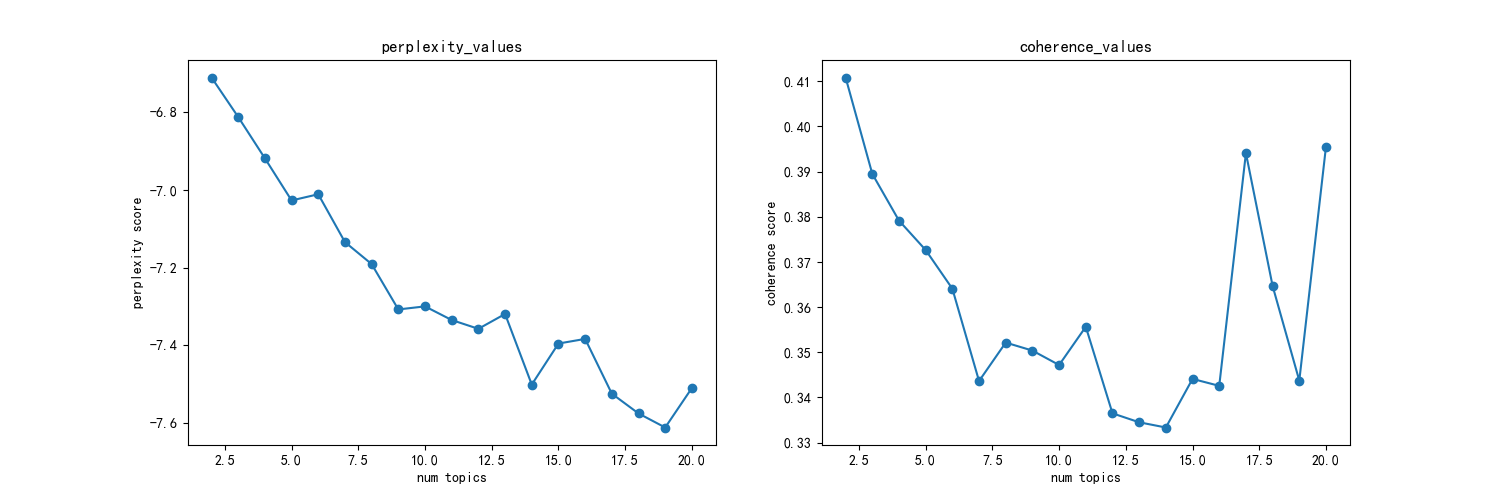 perplexity_values
perplexity score
-6.8
-7.0
-7.2
-7.4
-7.6
2.5 5.0 7.5 10.0 12.5 15.0 17.5 20.0
num topics
coherence_values
coherence score
0.41
0.40
0.39
0.38
0.37
0.36
0.35
0.34
0.33
2.5 5.0 7.5 10.0 12.5 15.0 17.5 20.0
num topics